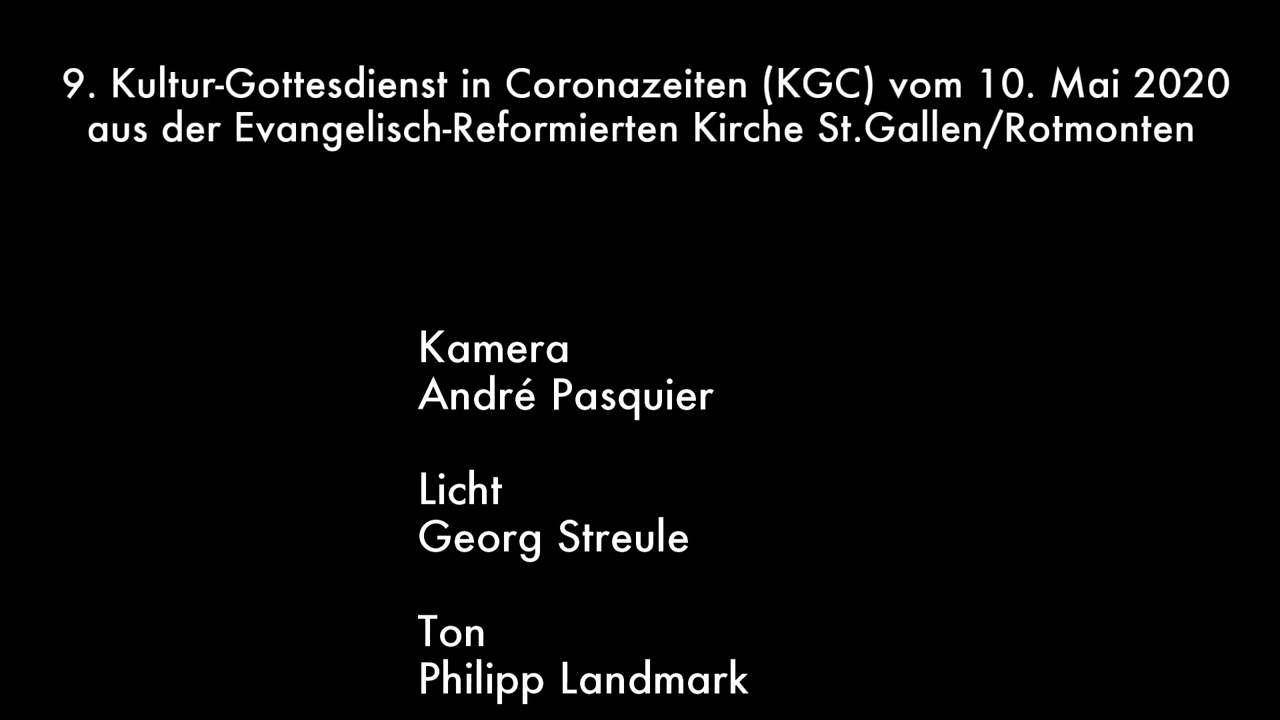 9. Kultur-Gottesdienst in Coronazeiten (KGC) vom 10. Mai 2020
aus der Evangelisch-Reformierten Kirche St.Gallen/Rotmonten
Kamera
André Pasquier
Licht
Georg Streule
Ton
Philipp Landmark